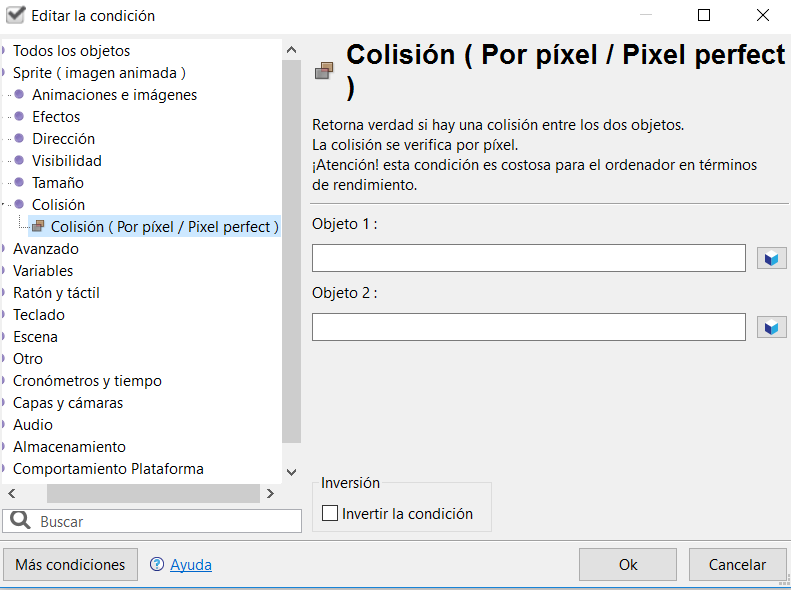 Editar la condición
Todos los objetos
Sprite ( imagen animada )
Animaciones e imágenes
Efectos
Dirección
Visibilidad
Tamaño
Colisión
Colisión ( Por píxel / Pixel perfect )
Avanzado
Variables
Ratón y táctil
Teclado
Escena
Otro
Cronómetros y tiempo
Capas y cámaras
Audio
Almacenamiento
Comportamiento Plataforma
Buscar
Colisión ( Por píxel / Pixel perfect
)
Retorna verdad si hay una colisión entre los dos objetos.
La colisión se verifica por píxel.
¡Atención! esta condición es costosa para el ordenador en términos
de rendimiento.
Objeto 1 :
Objeto 2 :
Inversión
Invertir la condición
Más condiciones
Ayuda
Ok
Cancelar